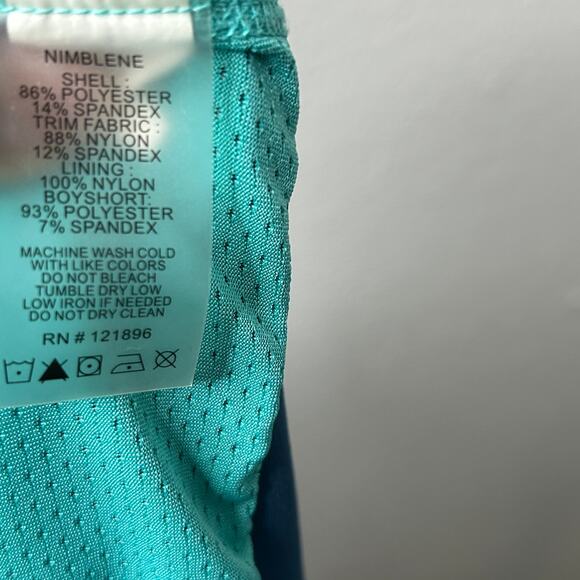 NIMBLENE
SHELL :
86% POLYESTER
14% SPANDEX
TRIM FABRIC :
88% NYLON
12% SPANDEX
LINING :
100% NYLON
BOYSHORT:
93% POLYESTER
7% SPANDEX
MACHINE WASH COLD
WITH LIKE COLORS
DO NOT BLEACH
TUMBLE DRY LOW
LOW IRON IF NEEDED
DO NOT DRY CLEAN
RN # 121896